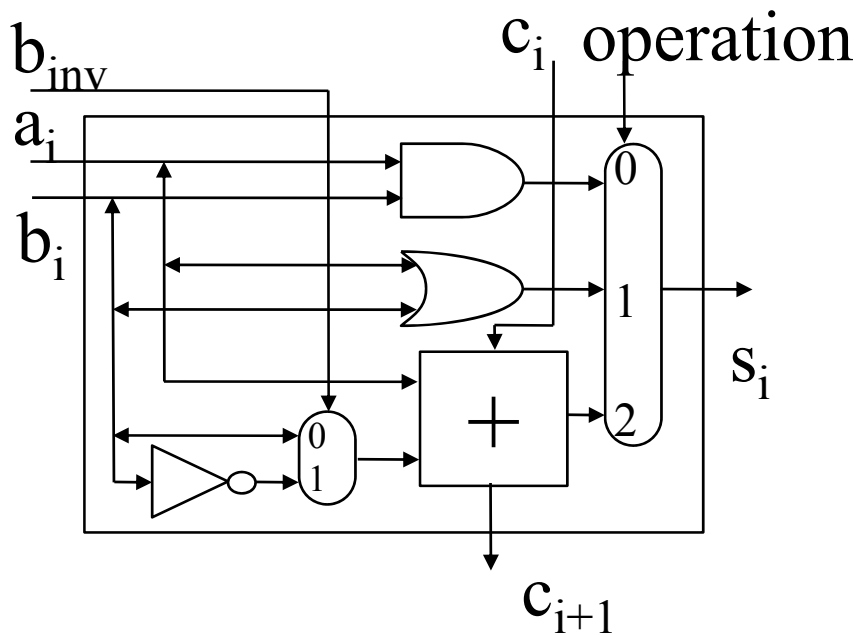 b_inv
c_i operation
a_i
b_i
0
1
2
s_i
+
0
1
c_i+1